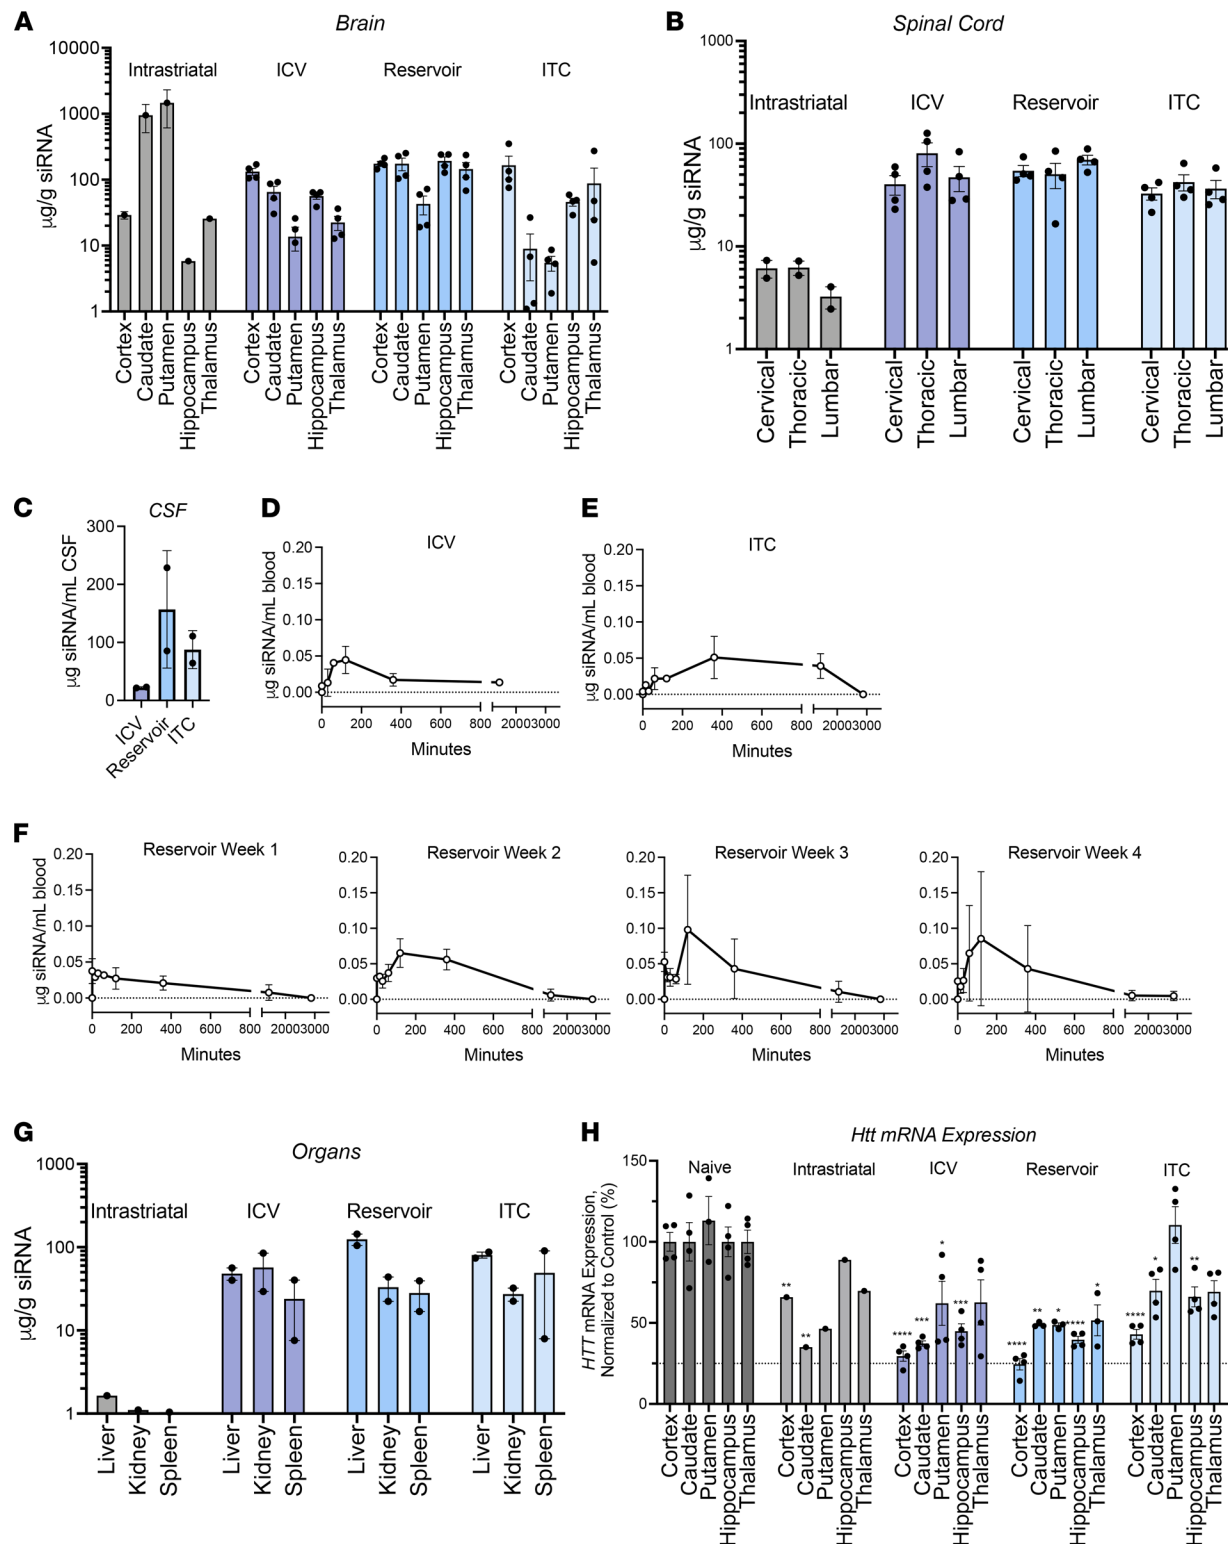 A
Brain
10000
1000
100
10
1
µg/g siRNA
Intrastriatal
ICV
Reservoir
ITC
Cortex
Caudate
Putamen
Hippocampus
Thalamus
Cortex
Caudate
Putamen
Hippocampus
Thalamus
Cortex
Caudate
Putamen
Hippocampus
Thalamus
Cortex
Caudate
Putamen
Hippocampus
Thalamus
B
Spinal Cord
1000
100
10
1
µg/g siRNA
Intrastriatal
ICV
Reservoir
ITC
Cervical
Thoracic
Lumbar
Cervical
Thoracic
Lumbar
Cervical
Thoracic
Lumbar
Cervical
Thoracic
Lumbar
C
CSF
300
200
100
0
µg siRNA/mL CSF
ICV
Reservoir
ITC
D
ICV
0.20
0.15
0.10
0.05
0.00
µg siRNA/mL blood
0 200 400 600 800 2000 3000
Minutes
E
ITC
0.20
0.15
0.10
0.05
0.00
µg siRNA/mL blood
0 200 400 600 800 2000 3000
Minutes
F
Reservoir Week 1
0.20
0.15
0.10
0.05
0.00
µg siRNA/mL blood
0 200 400 600 800 2000 3000
Minutes
Reservoir Week 2
0.20
0.15
0.10
0.05
0.00
0 200 400 600 800 2000 3000
Minutes
Reservoir Week 3
0.20
0.15
0.10
0.05
0.00
0 200 400 600 800 2000 3000
Minutes
Reservoir Week 4
0.20
0.15
0.10
0.05
0.00
0 200 400 600 800 2000 3000
Minutes
G
Organs
1000
100
10
1
µg/g siRNA
Intrastriatal
ICV
Reservoir
ITC
Liver
Kidney
Spleen
Liver
Kidney
Spleen
Liver
Kidney
Spleen
Liver
Kidney
Spleen
H
Htt mRNA Expression
150
100
50
0
HTT mRNA Expression,
Normalized to Control (%)
Naive
Intrastriatal
ICV
Reservoir
ITC
** ** **** *** * *** **** ** * **** * **** * **
Cortex
Caudate
Putamen
Hippocampus
Thalamus
Cortex
Caudate
Putamen
Hippocampus
Thalamus
Cortex
Caudate
Putamen
Hippocampus
Thalamus
Cortex
Caudate
Putamen
Hippocampus
Thalamus
Cortex
Caudate
Putamen
Hippocampus
Thalamus